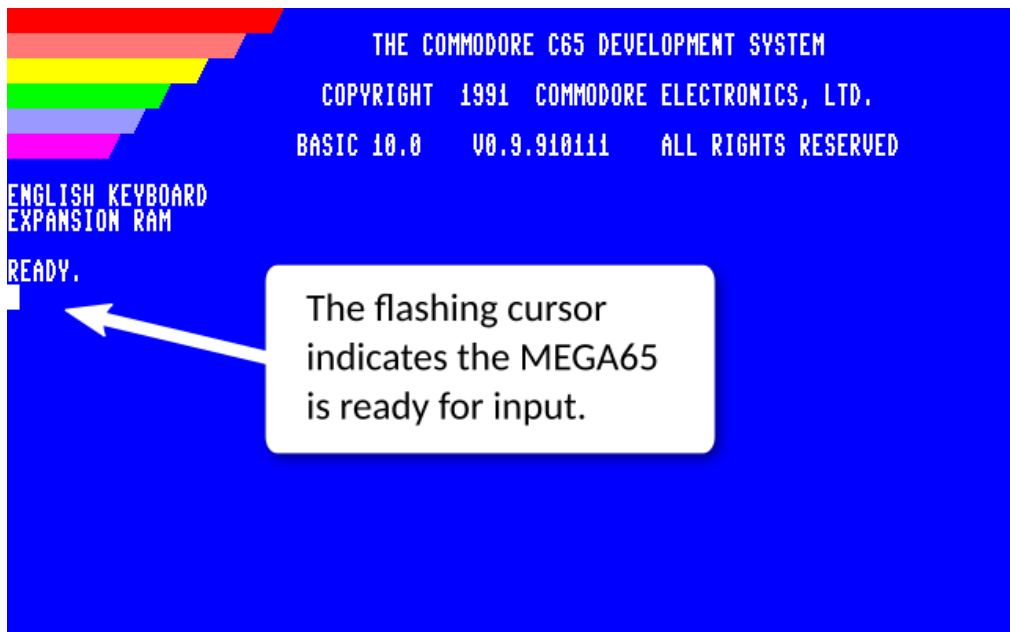 THE COMMODORE C65 DEVELOPMENT SYSTEM
COPYRIGHT 1991 COMMODORE ELECTRONICS, LTD.
BASIC 10.0 V0.9.910111 ALL RIGHTS RESERVED
ENGLISH KEYBOARD
EXPANSION RAM
READY.
The flashing cursor
indicates the MEGA65
is ready for input.